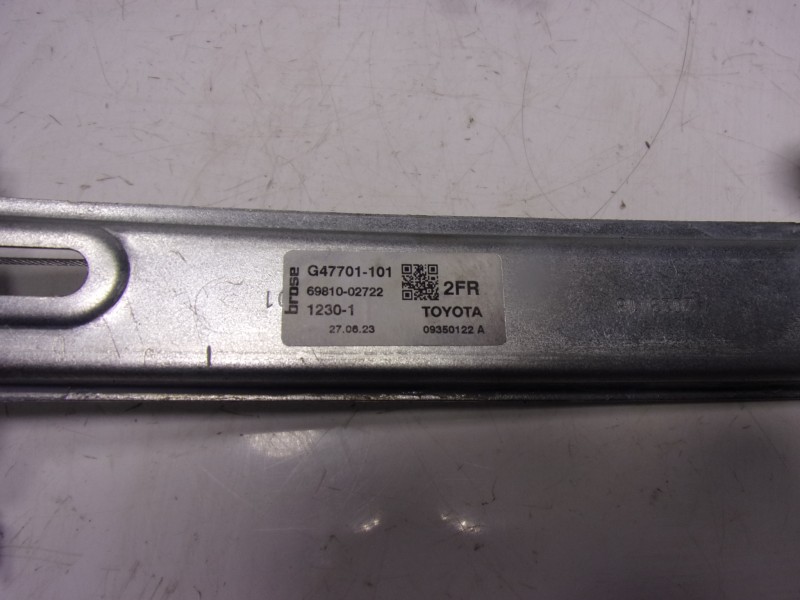 brose
G47701-101
69810-02722
2FR
1230-1
TOYOTA
27.06.23
09350122 A